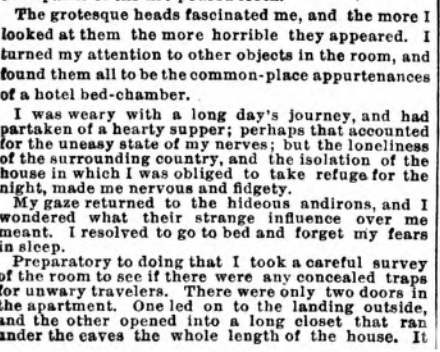 The grotesque heads fascinated me, and the more I
looked at them the more horrible they appeared. I
turned my attention to other objects in the room, and
found them all to be the common-place appurtenances
of a hotel bed-chamber.
I was weary with a long day's journey, and had
partaken of a hearty supper; perhaps that accounted
for the uneasy state of my nerves; but the loneliness
of the surrounding country, and the isolation of the
house in which I was obliged to take refuge for the
night, made me nervous and fidgety.
My gaze returned to the hideous andirons, and I
wondered what their strange influence over me
meant. I resolved to go to bed and forget my fears
in sleep.
Preparatory to doing that I took a careful survey
of the room to see if there were any concealed traps
for unwary travelers. There were only two doors in
the apartment. One led on to the landing outside,
and the other opened into a long closet that ran
under the eaves the whole length of the house. It